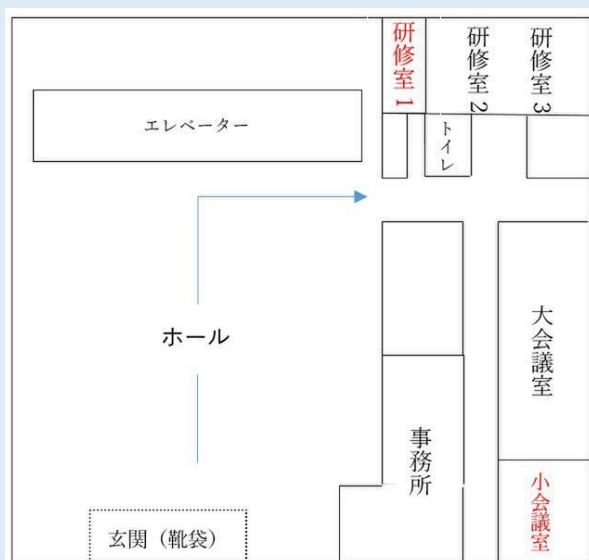 研修室1
研修室2
研修室3
エレベーター
トイレ
ホール
大会議室
事務所
小会議室
玄関（靴袋）